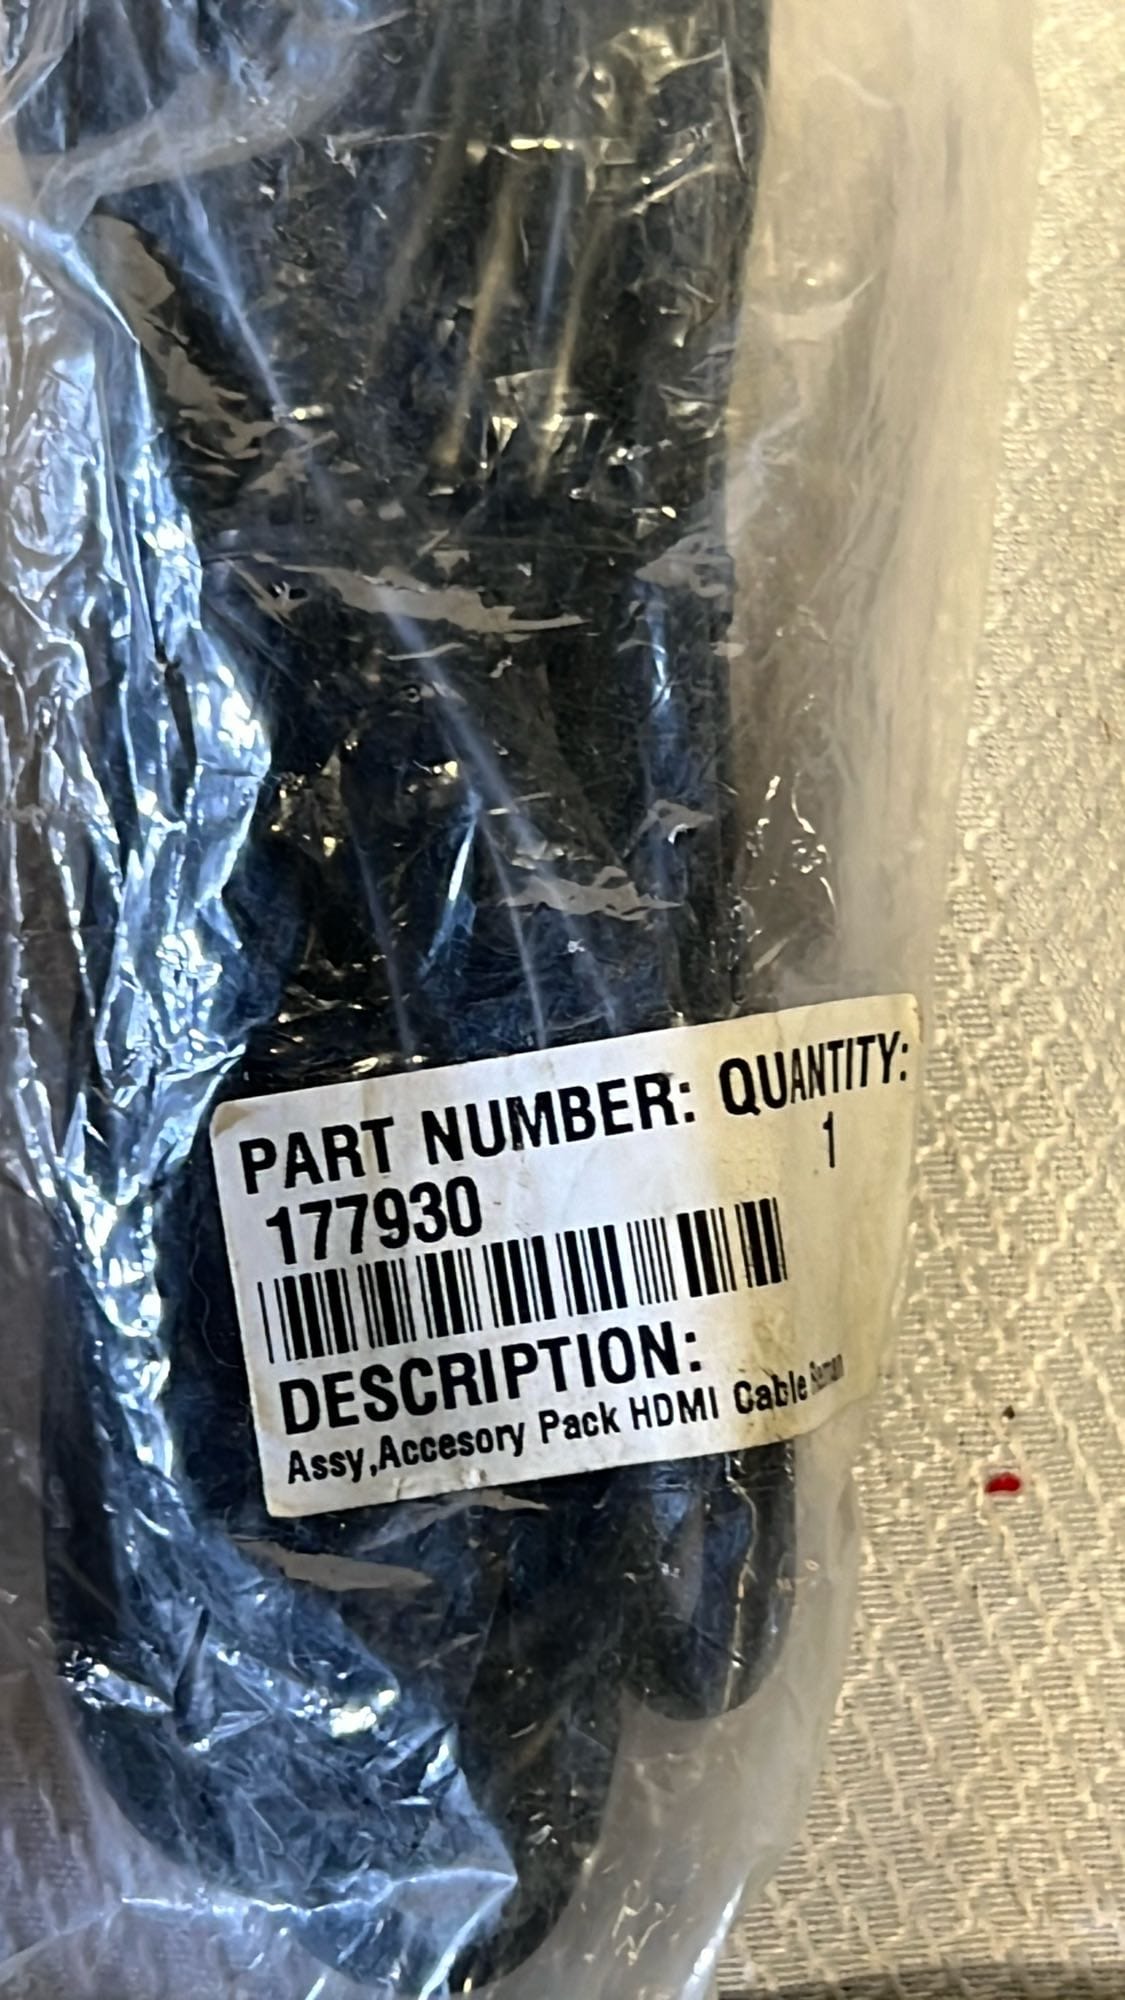 PART NUMBER: QUANTITY:
177930 1
DESCRIPTION:
Assy,Accesory Pack HDMI Cable